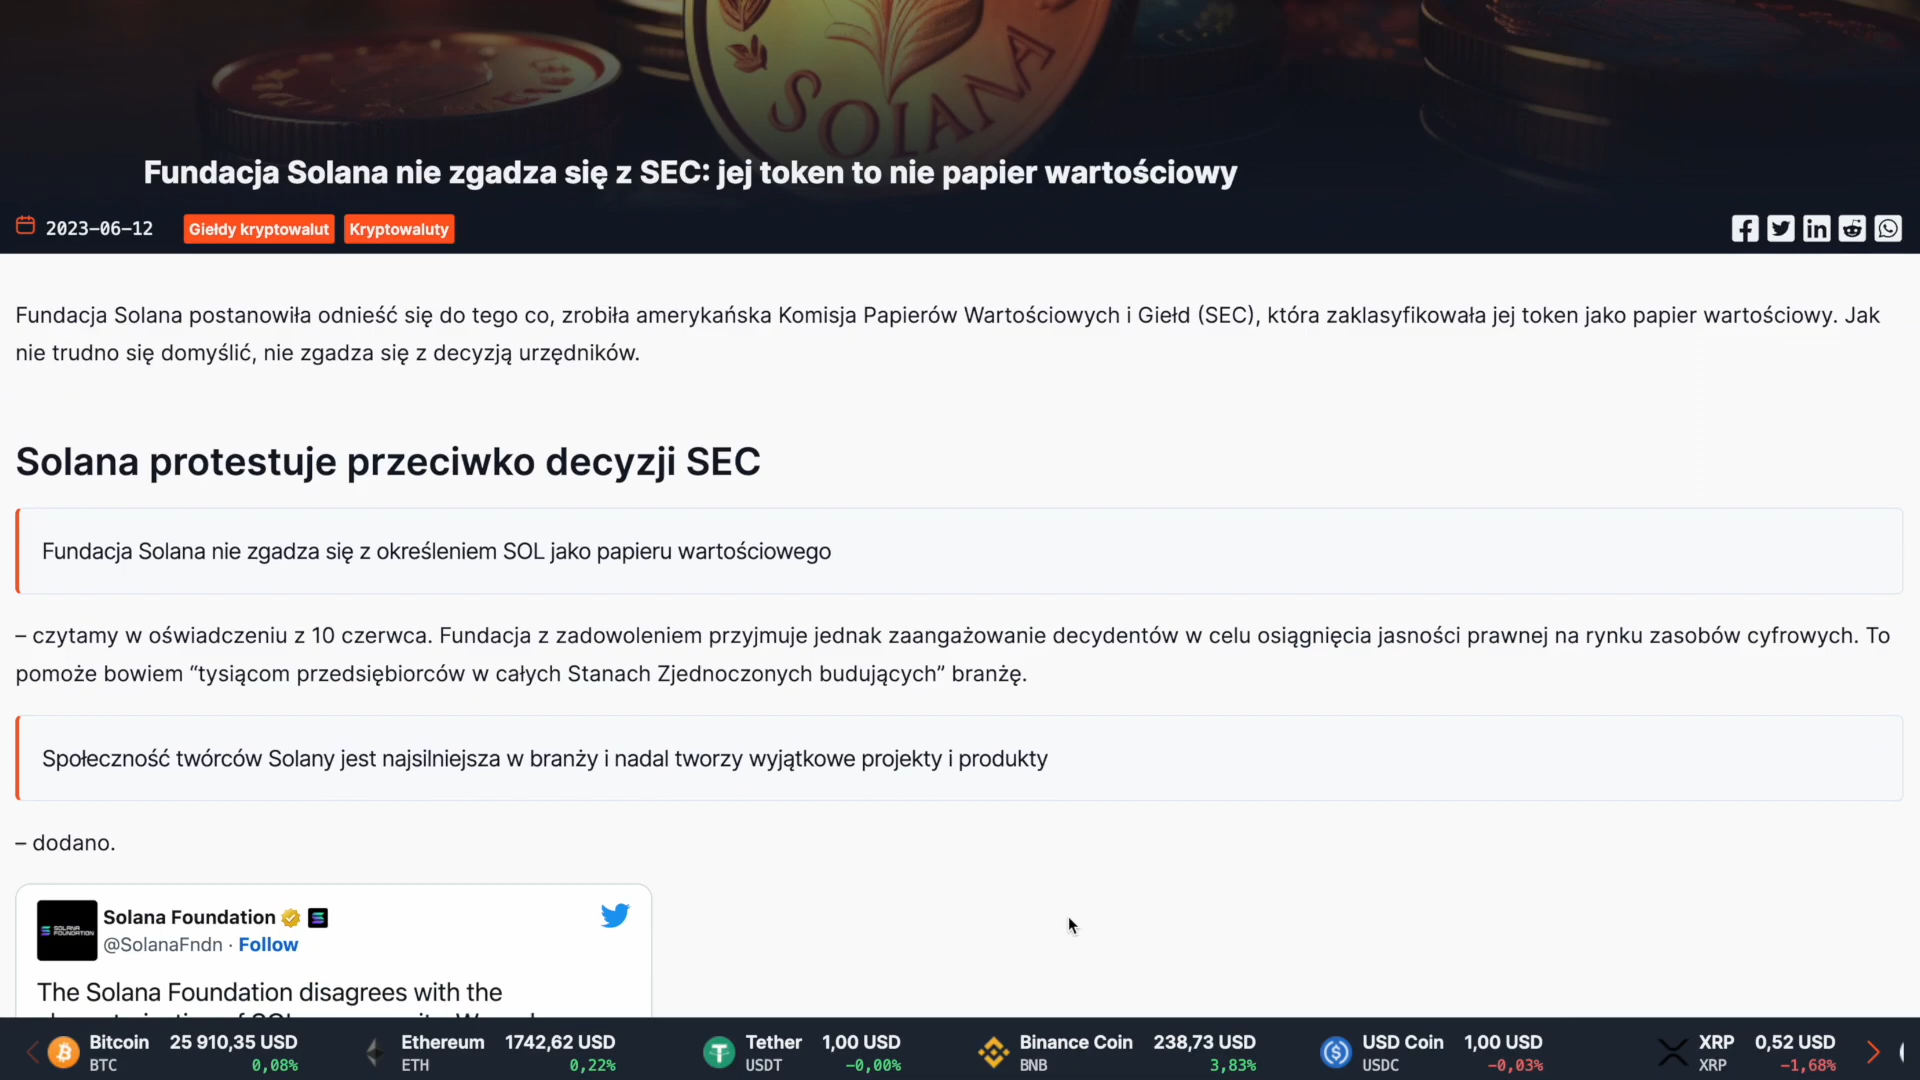 SOLANA
Fundacja Solana nie zgadza się z SEC: jej token to nie papier wartościowy
2023-06-12 Giełdy kryptowalut Kryptowaluty
Fundacja Solana postanowiła odnieść się do tego co, zrobiła amerykańska Komisja Papierów Wartościowych i Giełd (SEC), która zaklasyfikowała jej token jako papier wartościowy. Jak
nie trudno się domyślić, nie zgadza się z decyzją urzędników.
Solana protestuje przeciwko decyzji SEC
Fundacja Solana nie zgadza się z określeniem SOL jako papieru wartościowego
– czytamy w oświadczeniu z 10 czerwca. Fundacja z zadowoleniem przyjmuje jednak zaangażowanie decydentów w celu osiągnięcia jasności prawnej na rynku zasobów cyfrowych. To
pomoże bowiem “tysiącom przedsiębiorców w całych Stanach Zjednoczonych budujących” branżę.
Społeczność twórców Solany jest najsilniejsza w branży i nadal tworzy wyjątkowe projekty i produkty
– dodano.
SOLANA FOUNDATION
Solana Foundation
@SolanaFndn · Follow
The Solana Foundation disagrees with the
Bitcoin 25 910,35 USD Ethereum 1742,62 USD Tether 1,00 USD Binance Coin 238,73 USD USD Coin 1,00 USD XRP 0,52 USD
BTC 0,08% ETH 0,22% USDT -0,00% BNB 3,83% USDC -0,03% XRP -1,68%